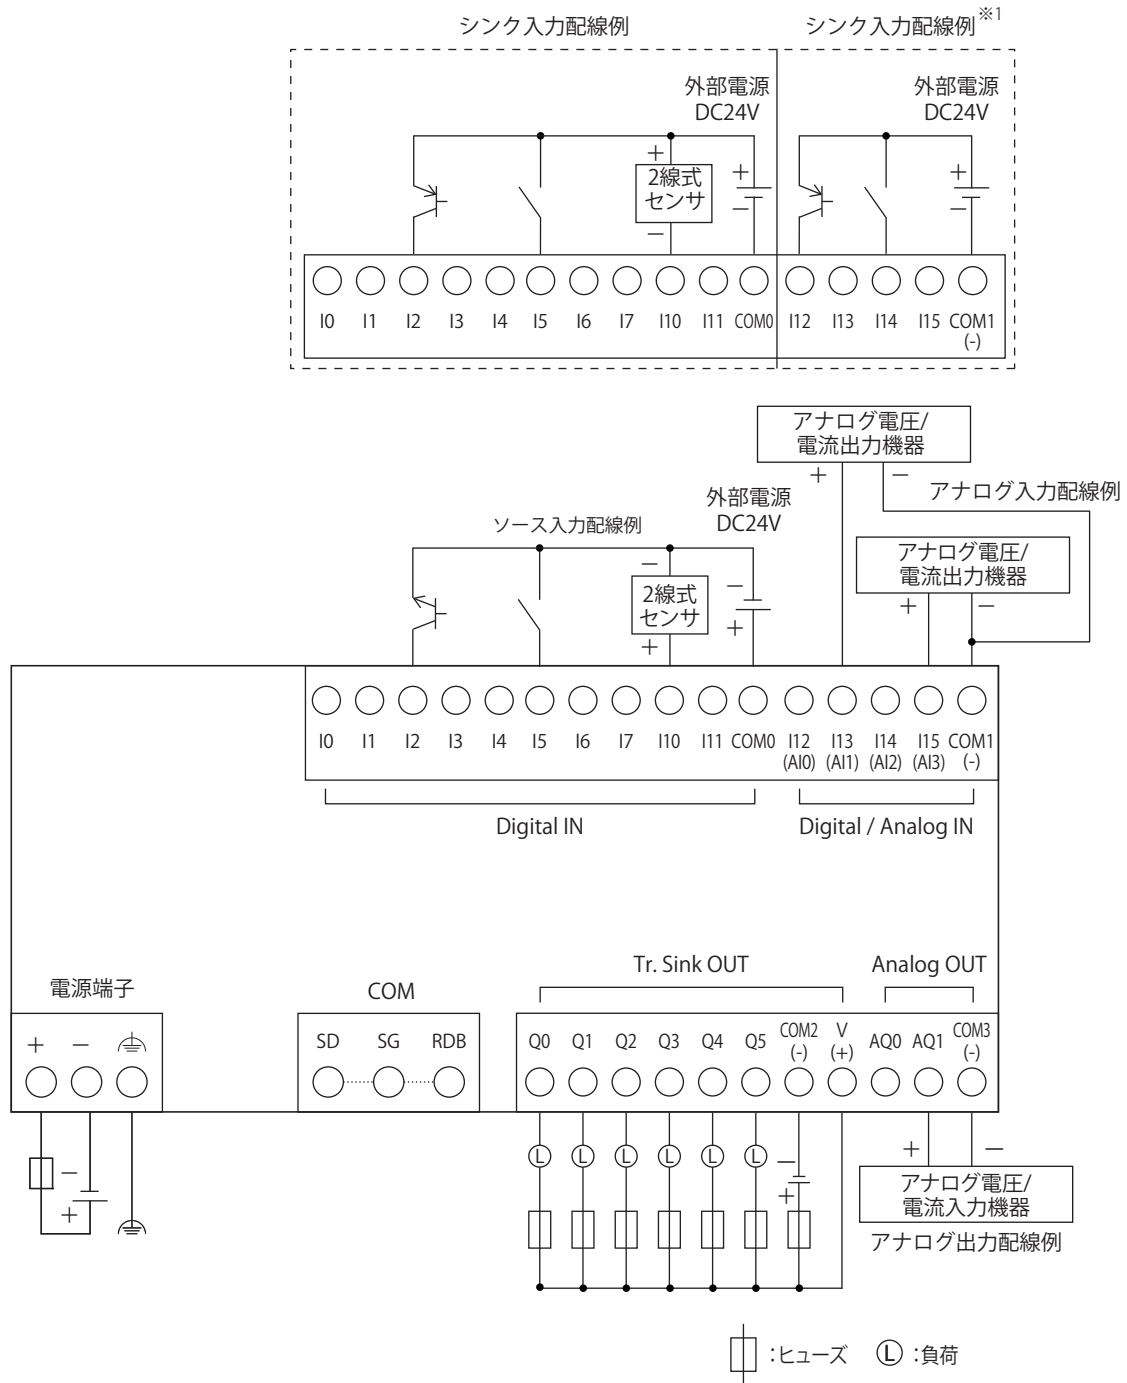 シンク入力配線例
シンク入力配線例※1
外部電源
DC24V
外部電源
DC24V
+
2線式
センサ
−
+
−
+
−
I0 I1 I2 I3 I4 I5 I6 I7 I10 I11 COM0 I12 I13 I14 I15 COM1
(-)
アナログ電圧/
電流出力機器
+ −
アナログ入力配線例
外部電源
DC24V
ソース入力配線例
アナログ電圧/
電流出力機器
+ −
−
2線式
センサ
+
−
+
I0 I1 I2 I3 I4 I5 I6 I7 I10 I11 COM0 I12 I13 I14 I15 COM1
(AI0) (AI1) (AI2) (AI3) (-)
Digital IN
Digital / Analog IN
Tr. Sink OUT
Analog OUT
電源端子
COM
+ −
SD SG RDB
Q0 Q1 Q2 Q3 Q4 Q5 COM2 V AQ0 AQ1 COM3
(-) (+) (-)
−
+
L L L L L L
−
+
+ −
アナログ電圧/
電流入力機器
アナログ出力配線例
:ヒューズ L :負荷